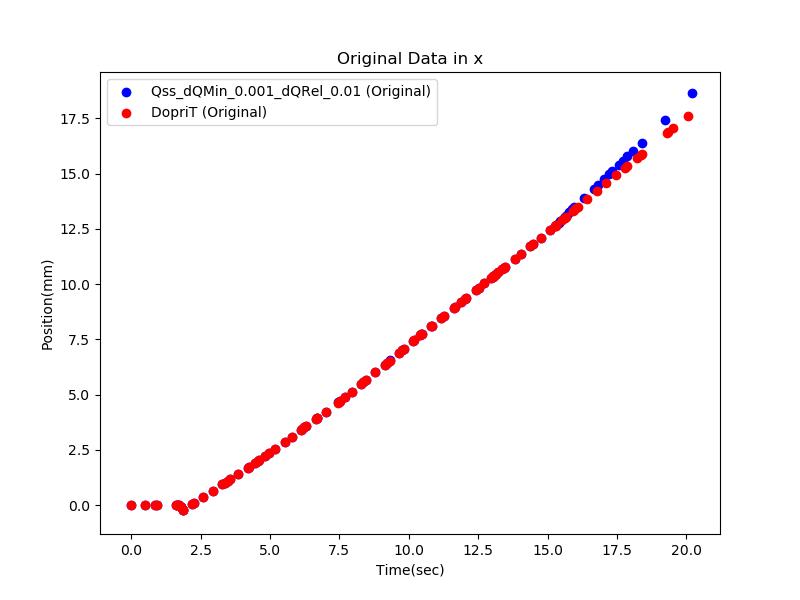 Original Data in x
Qss_dQMin_0.001_dQRel_0.01 (Original)
DopriT (Original)
17.5
15.0
12.5
10.0
7.5
5.0
2.5
0.0
Position(mm)
0.0 2.5 5.0 7.5 10.0 12.5 15.0 17.5 20.0
Time(sec)